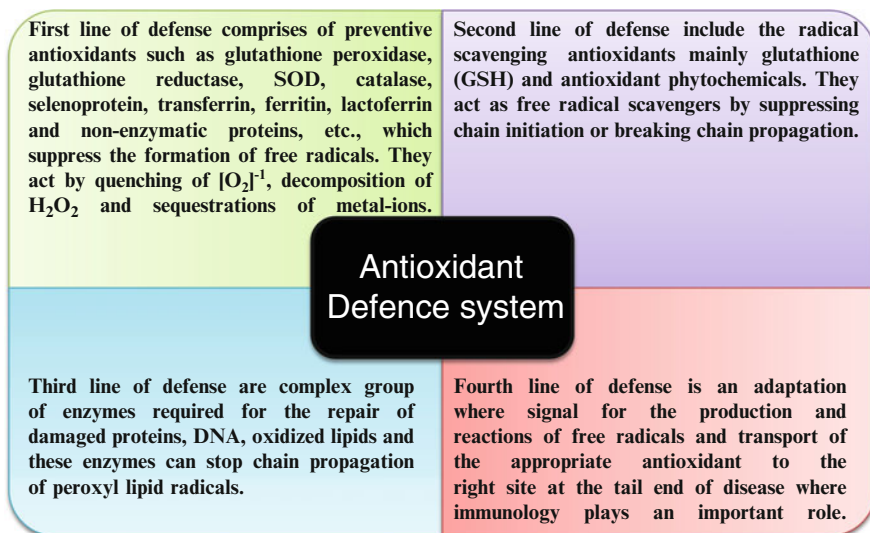 First line of defense comprises of preventive
antioxidants such as glutathione peroxidase,
glutathione reductase, SOD, catalase,
selenoprotein, transferrin, ferritin, lactoferrin
and non-enzymatic proteins, etc., which
suppress the formation of free radicals. They
act by quenching of [O₂]⁻¹, decomposition of
H₂O₂ and sequestrations of metal-ions.
Second line of defense include the radical
scavenging antioxidants mainly glutathione
(GSH) and antioxidant phytochemicals. They
act as free radical scavengers by suppressing
chain initiation or breaking chain propagation.
Antioxidant
Defence system
Third line of defense are complex group
of enzymes required for the repair of
damaged proteins, DNA, oxidized lipids and
these enzymes can stop chain propagation
of peroxyl lipid radicals.
Fourth line of defense is an adaptation
where signal for the production and
reactions of free radicals and transport of
the appropriate antioxidant to the
right site at the tail end of disease where
immunology plays an important role.